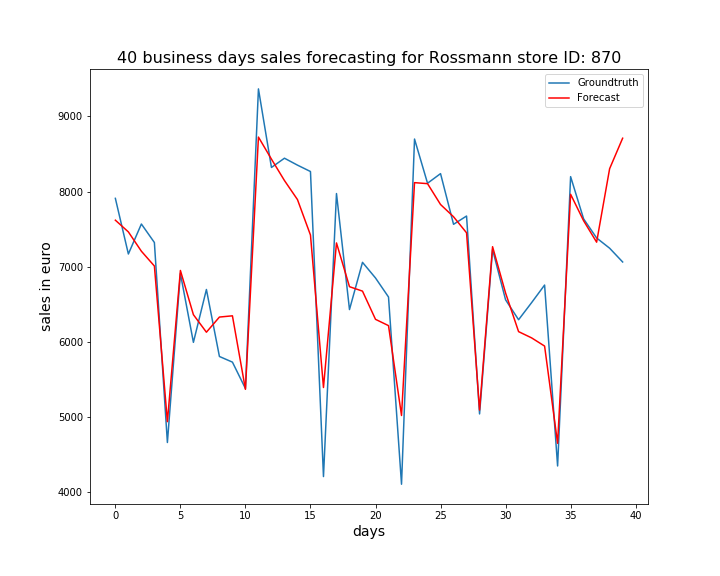 40 business days sales forecasting for Rossmann store ID: 870
Groundtruth
Forecast
9000
8000
7000
6000
5000
4000
sales in euro
0 5 10 15 20 25 30 35 40
days